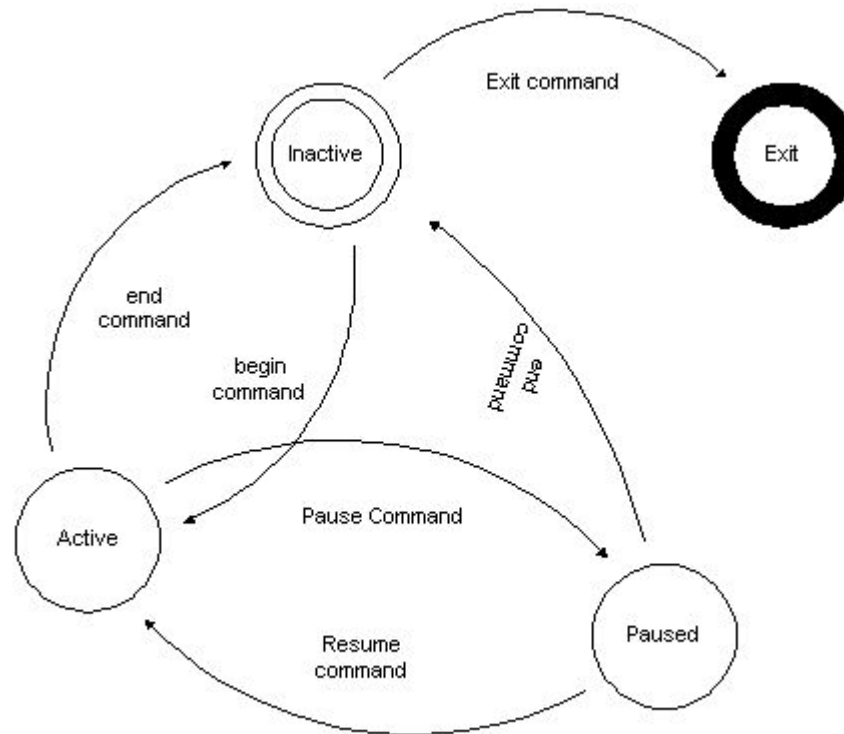 Exit command
Inactive
Exit
end
command
begin
command
end
command
Pause Command
Active
Paused
Resume
command